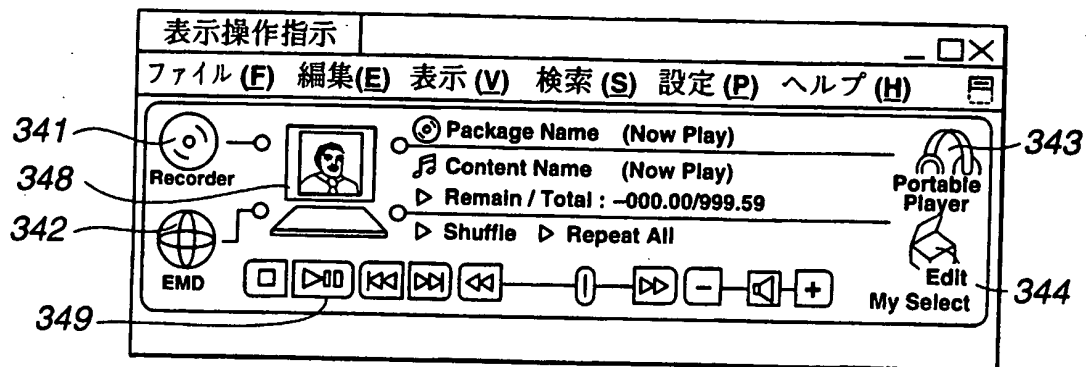 表示操作指示
ファイル (F) 編集(E) 表示 (V) 検索 (S) 設定 (P) ヘルプ (H)
341
Recorder
Package Name (Now Play)
343
348
Content Name (Now Play)
Portable
Player
Remain / Total : –000.00/999.59
342
EMD
Shuffle Repeat All
Edit
My Select
344
349